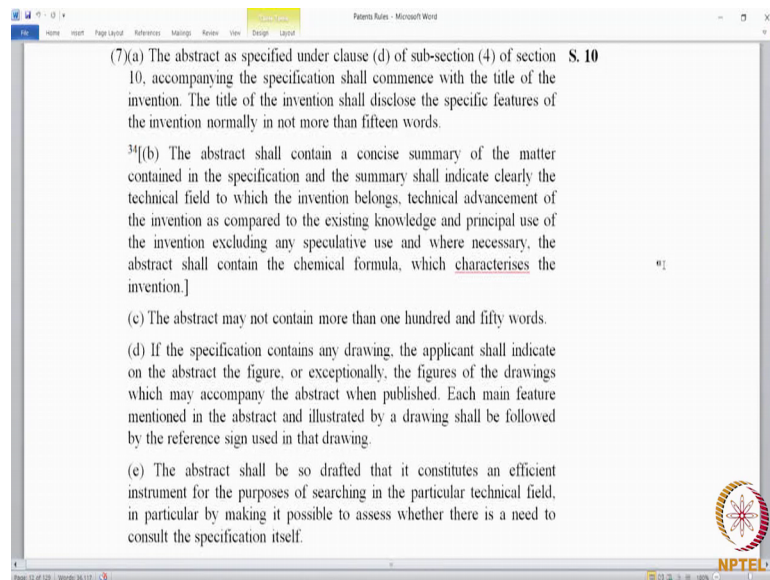 Table Tools
Patents Rules - Microsoft Word
File Home Insert Page Layout References Mailings Review View Design Layout
(7)(a) The abstract as specified under clause (d) of sub-section (4) of section S. 10
10, accompanying the specification shall commence with the title of the
invention. The title of the invention shall disclose the specific features of
the invention normally in not more than fifteen words.
34[(b) The abstract shall contain a concise summary of the matter
contained in the specification and the summary shall indicate clearly the
technical field to which the invention belongs, technical advancement of
the invention as compared to the existing knowledge and principal use of
the invention excluding any speculative use and where necessary, the
abstract shall contain the chemical formula, which characterises the
invention.]
(c) The abstract may not contain more than one hundred and fifty words.
(d) If the specification contains any drawing, the applicant shall indicate
on the abstract the figure, or exceptionally, the figures of the drawings
which may accompany the abstract when published. Each main feature
mentioned in the abstract and illustrated by a drawing shall be followed
by the reference sign used in that drawing.
(e) The abstract shall be so drafted that it constitutes an efficient
instrument for the purposes of searching in the particular technical field,
in particular by making it possible to assess whether there is a need to
consult the specification itself.
NPTEL